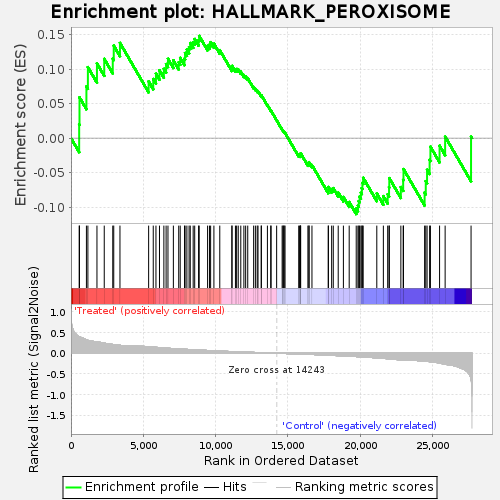 Enrichment plot: HALLMARK_PEROXISOME
Enrichment score (ES)
0.15
0.10
0.05
0.00
-0.05
-0.10
'Treated' (positively correlated)
Ranked list metric (Signal2Noise)
1.0
0.5
0.0
-0.5
-1.0
-1.5
Zero cross at 14243
'Control' (negatively correlated)
0
5,000
10,000
15,000
20,000
25,000
Rank in Ordered Dataset
Enrichment profile
Hits
Ranking metric scores